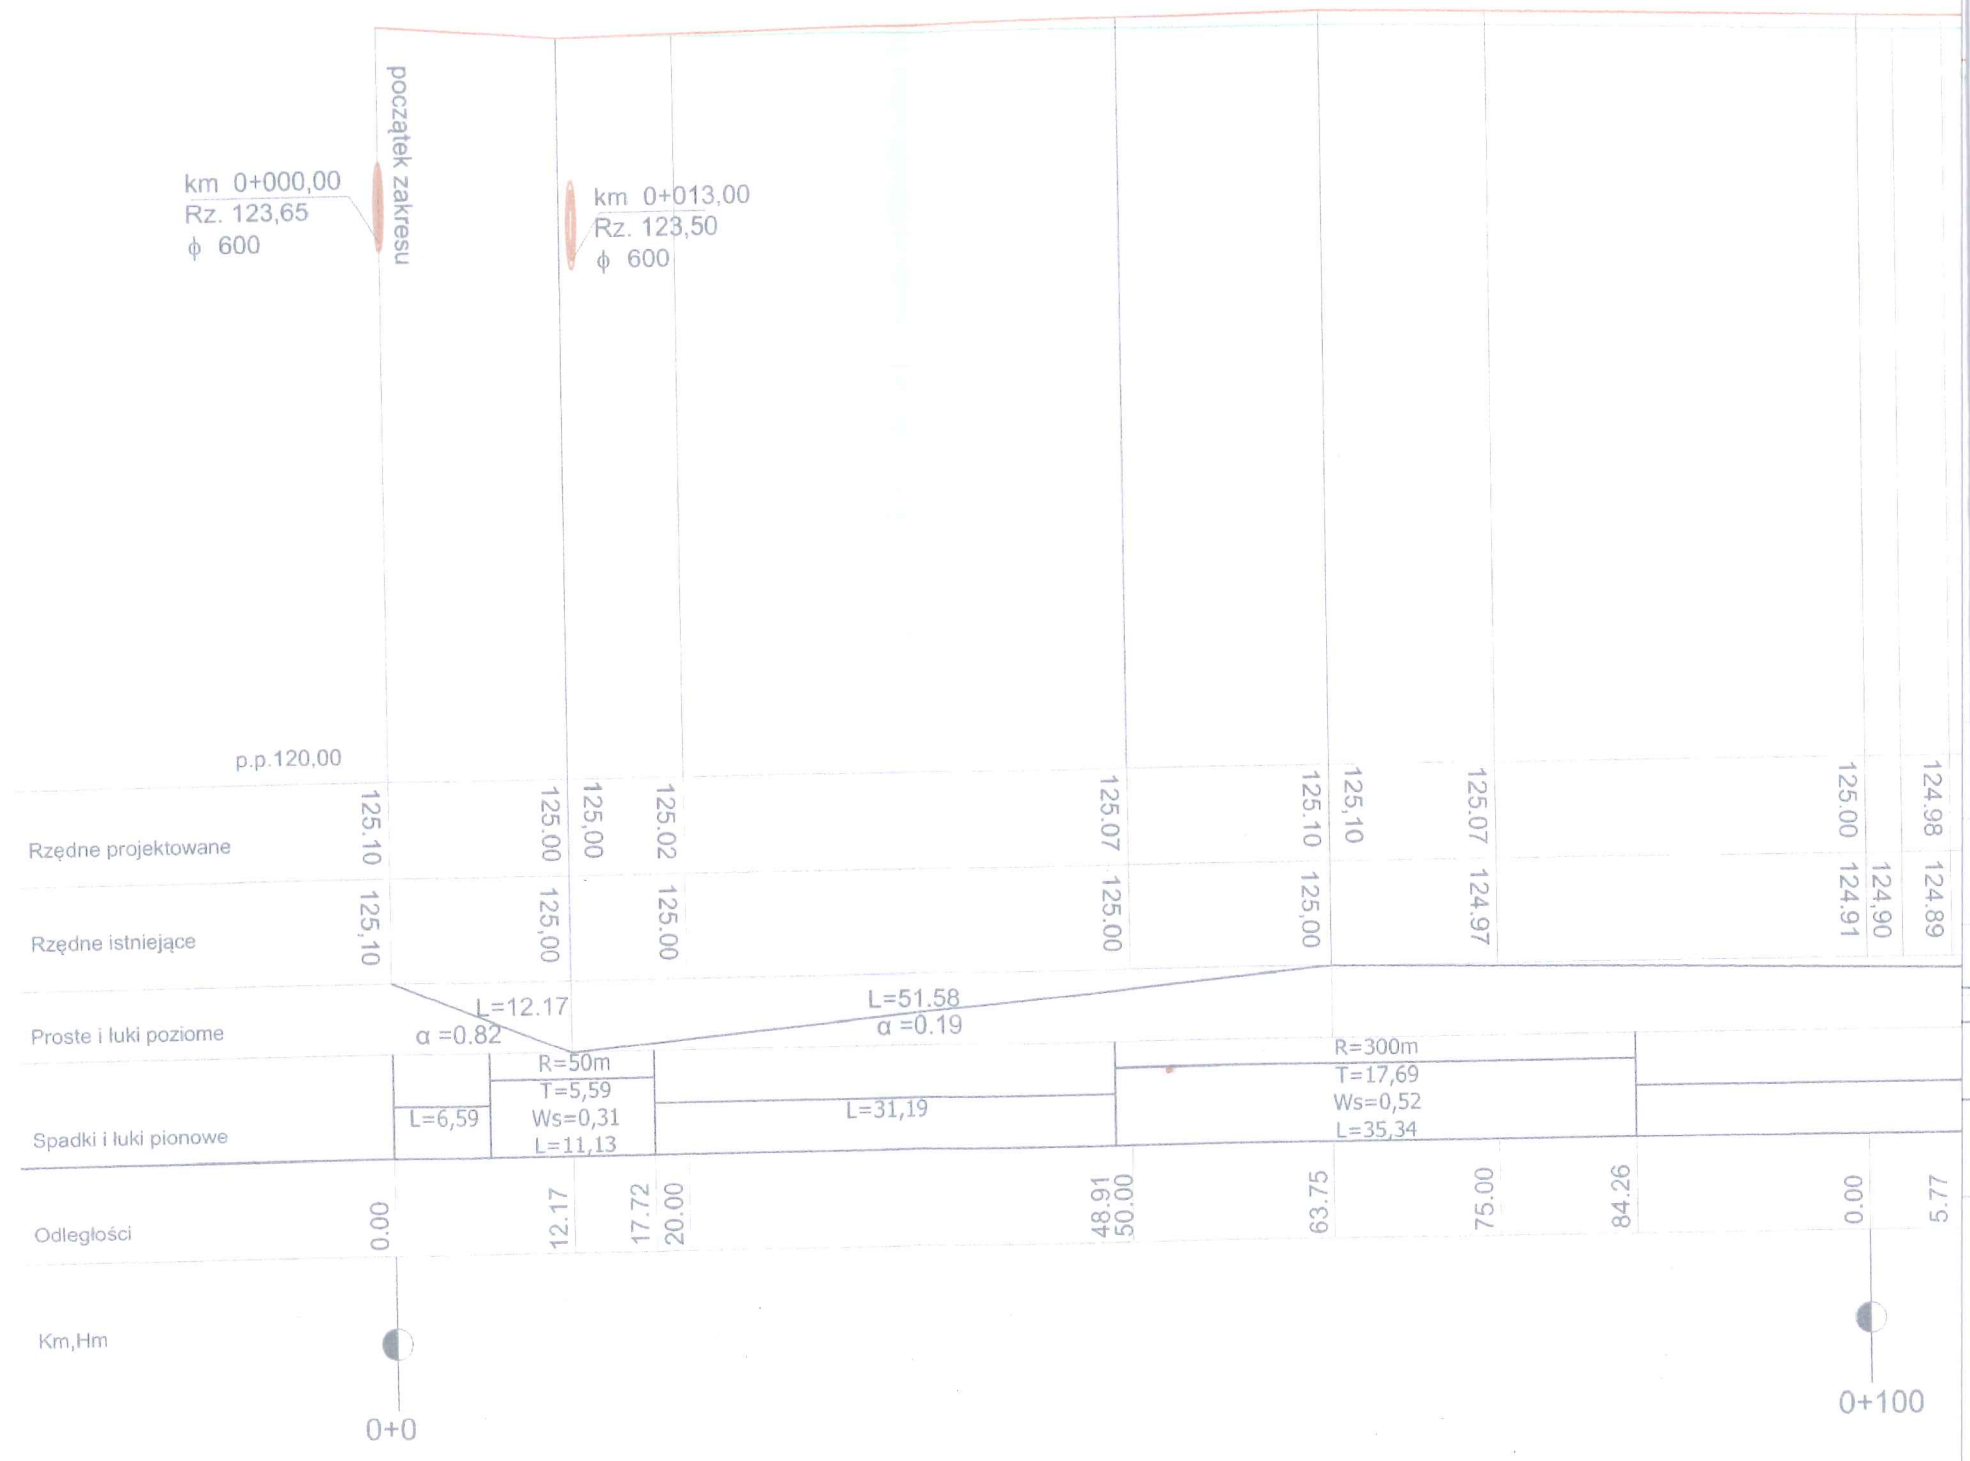 początek zakresu
km 0+000,00
Rz. 123,65
ϕ 600
km 0+013,00
Rz. 123,50
ϕ 600
p.p.120,00
Rzędne projektowane
125.10
125.00
125,00
125.02
125.07
125.10
125,10
125.07
125.00
124.98
Rzędne istniejące
125,10
125,00
125.00
125.00
125,00
124.97
124.91
124,90
124.89
Proste i łuki poziome
L=12.17
α =0.82
L=51.58
α =0.19
Spadki i łuki pionowe
L=6,59
R=50m
T=5,59
Ws=0,31
L=11,13
L=31,19
R=300m
T=17,69
Ws=0,52
L=35,34
Odległości
0.00
12.17
17.72
20.00
48.91
50.00
63.75
75.00
84.26
0.00
5.77
Km,Hm
0+0
0+100